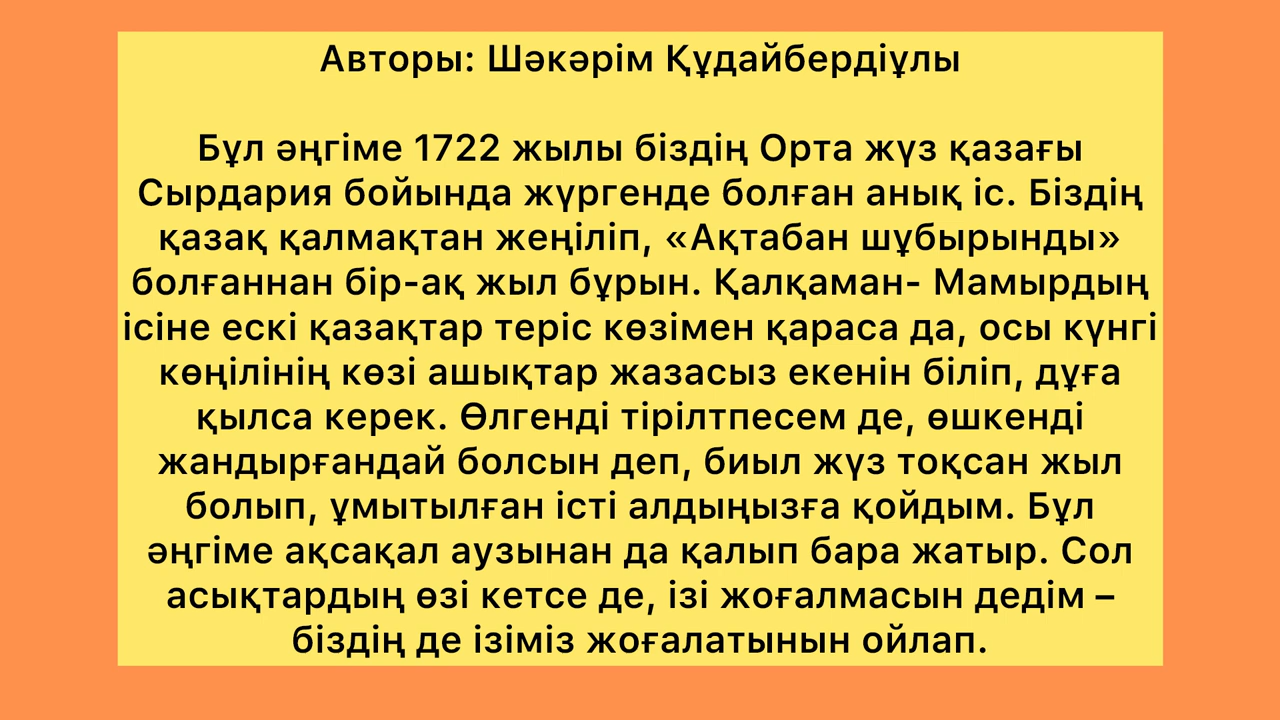 Авторы: Шәкәрім Құдайбердіұлы
Бұл әңгіме 1722 жылы біздің Орта жүз қазағы
Сырдария бойында жүргенде болған анық іс. Біздің
қазақ қалмақтан жеңіліп, «Ақтабан шұбырынды»
болғаннан бір-ақ жыл бұрын. Қалқаман- Мамырдың
ісіне ескі қазақтар теріс көзімен қараса да, осы күнгі
көңілінің көзі ашықтар жазасыз екенін біліп, дұға
қылса керек. Өлгенді тірілтпесем де, өшкенді
жандырғандай болсын деп, биыл жүз тоқсан жыл
болып, ұмытылған істі алдыңызға қойдым. Бұл
әңгіме ақсақал аузынан да қалып бара жатыр. Сол
асықтардың өзі кетсе де, ізі жоғалмасын дедім –
біздің де ізіміз жоғалатынын ойлап.